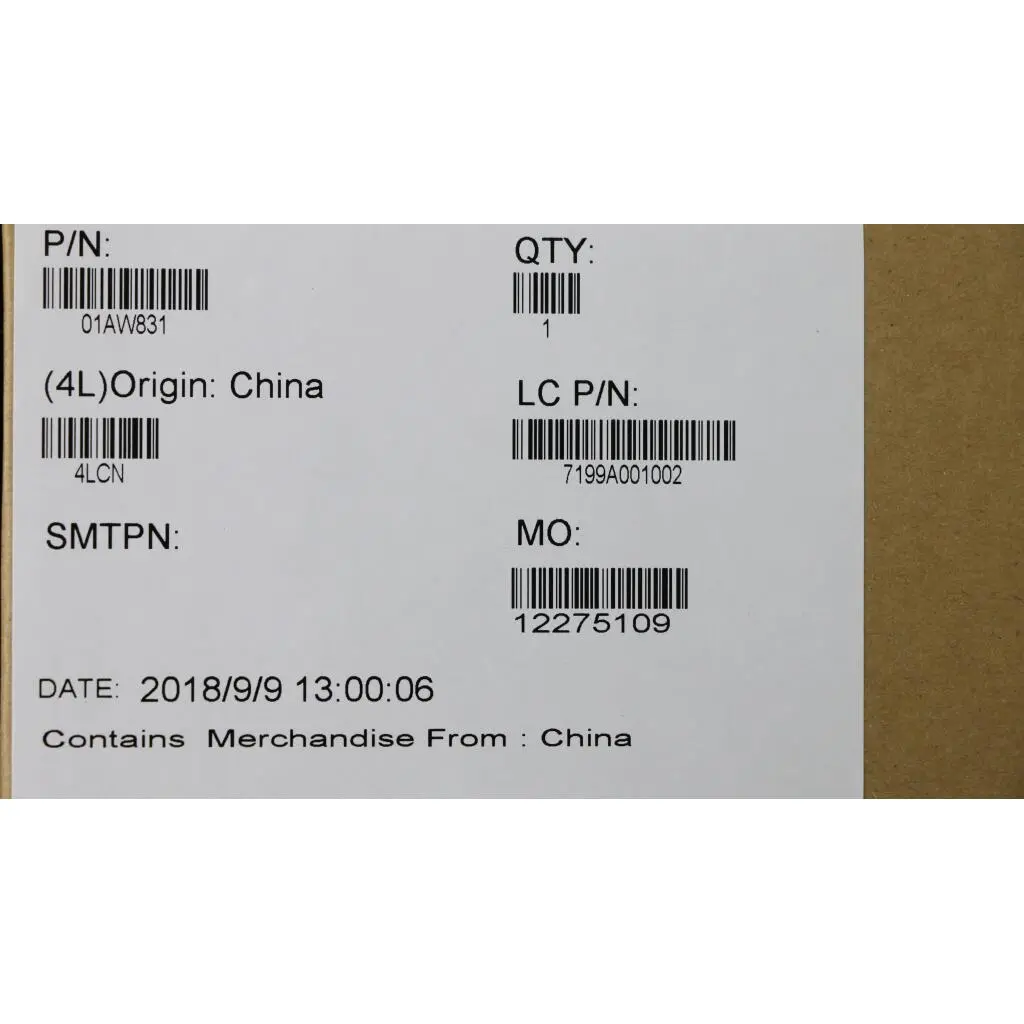 P/N:
01AW831
QTY:
1
(4L)Origin: China
4LCN
LC P/N:
7199A001002
SMTPN:
MO:
12275109
DATE: 2018/9/9 13:00:06
Contains Merchandise From : China